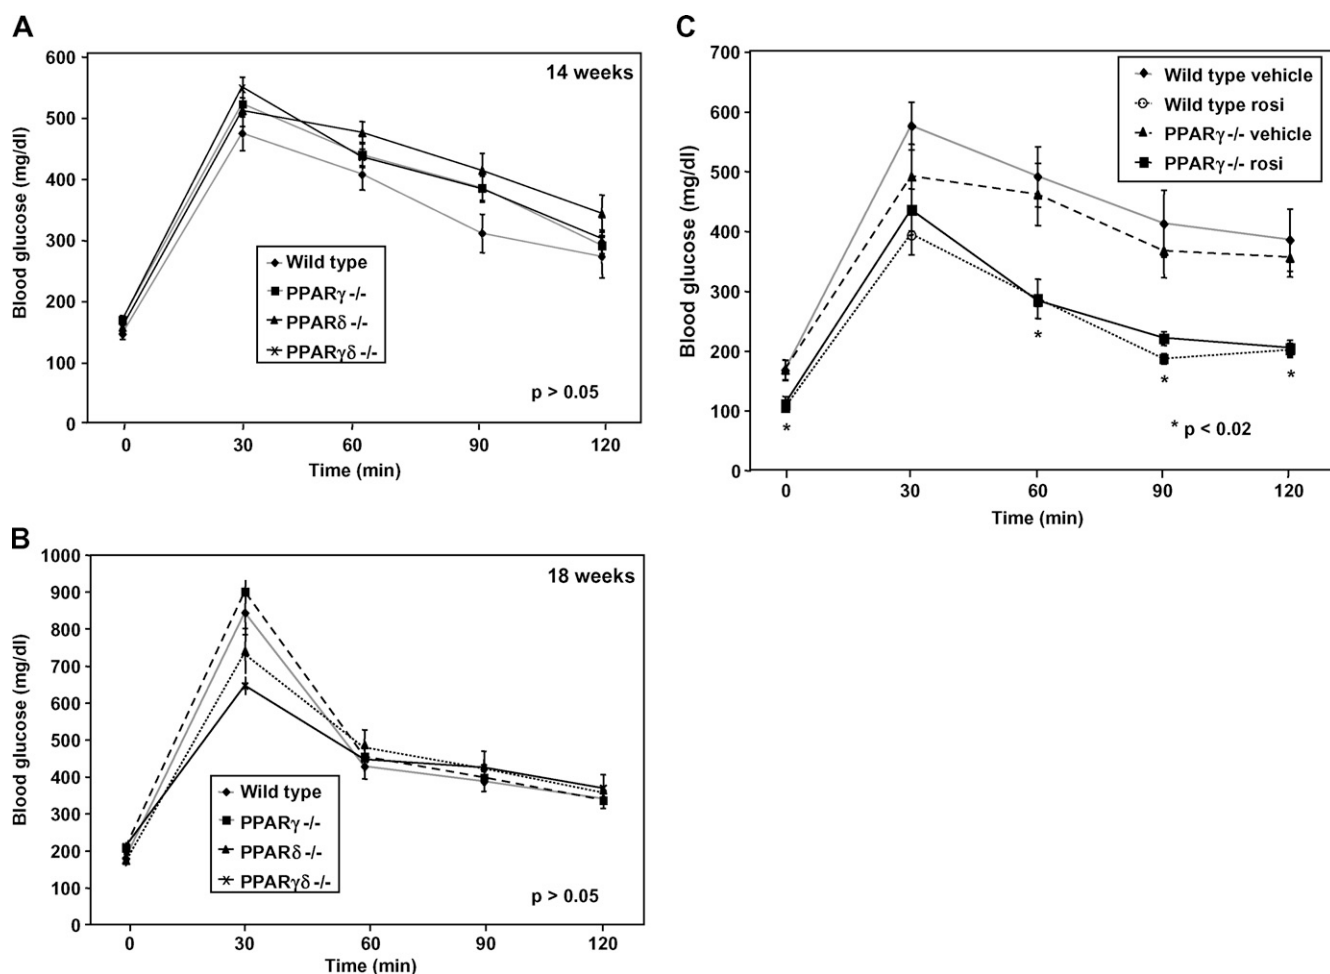 A
14 weeks
Blood glucose (mg/dl)
600
500
400
300
200
100
0
Wild type
PPARγ -/-
PPARδ -/-
PPARγδ -/-
p > 0.05
0 30 60 90 120
Time (min)
B
18 weeks
Blood glucose (mg/dl)
1000
900
800
700
600
500
400
300
200
100
0
Wild type
PPARγ -/-
PPARδ -/-
PPARγδ -/-
p > 0.05
0 30 60 90 120
Time (min)
C
Blood glucose (mg/dl)
700
600
500
400
300
200
100
0
Wild type vehicle
Wild type rosi
PPARγ-/- vehicle
PPARγ-/- rosi
* * * *
* p < 0.02
0 30 60 90 120
Time (min)